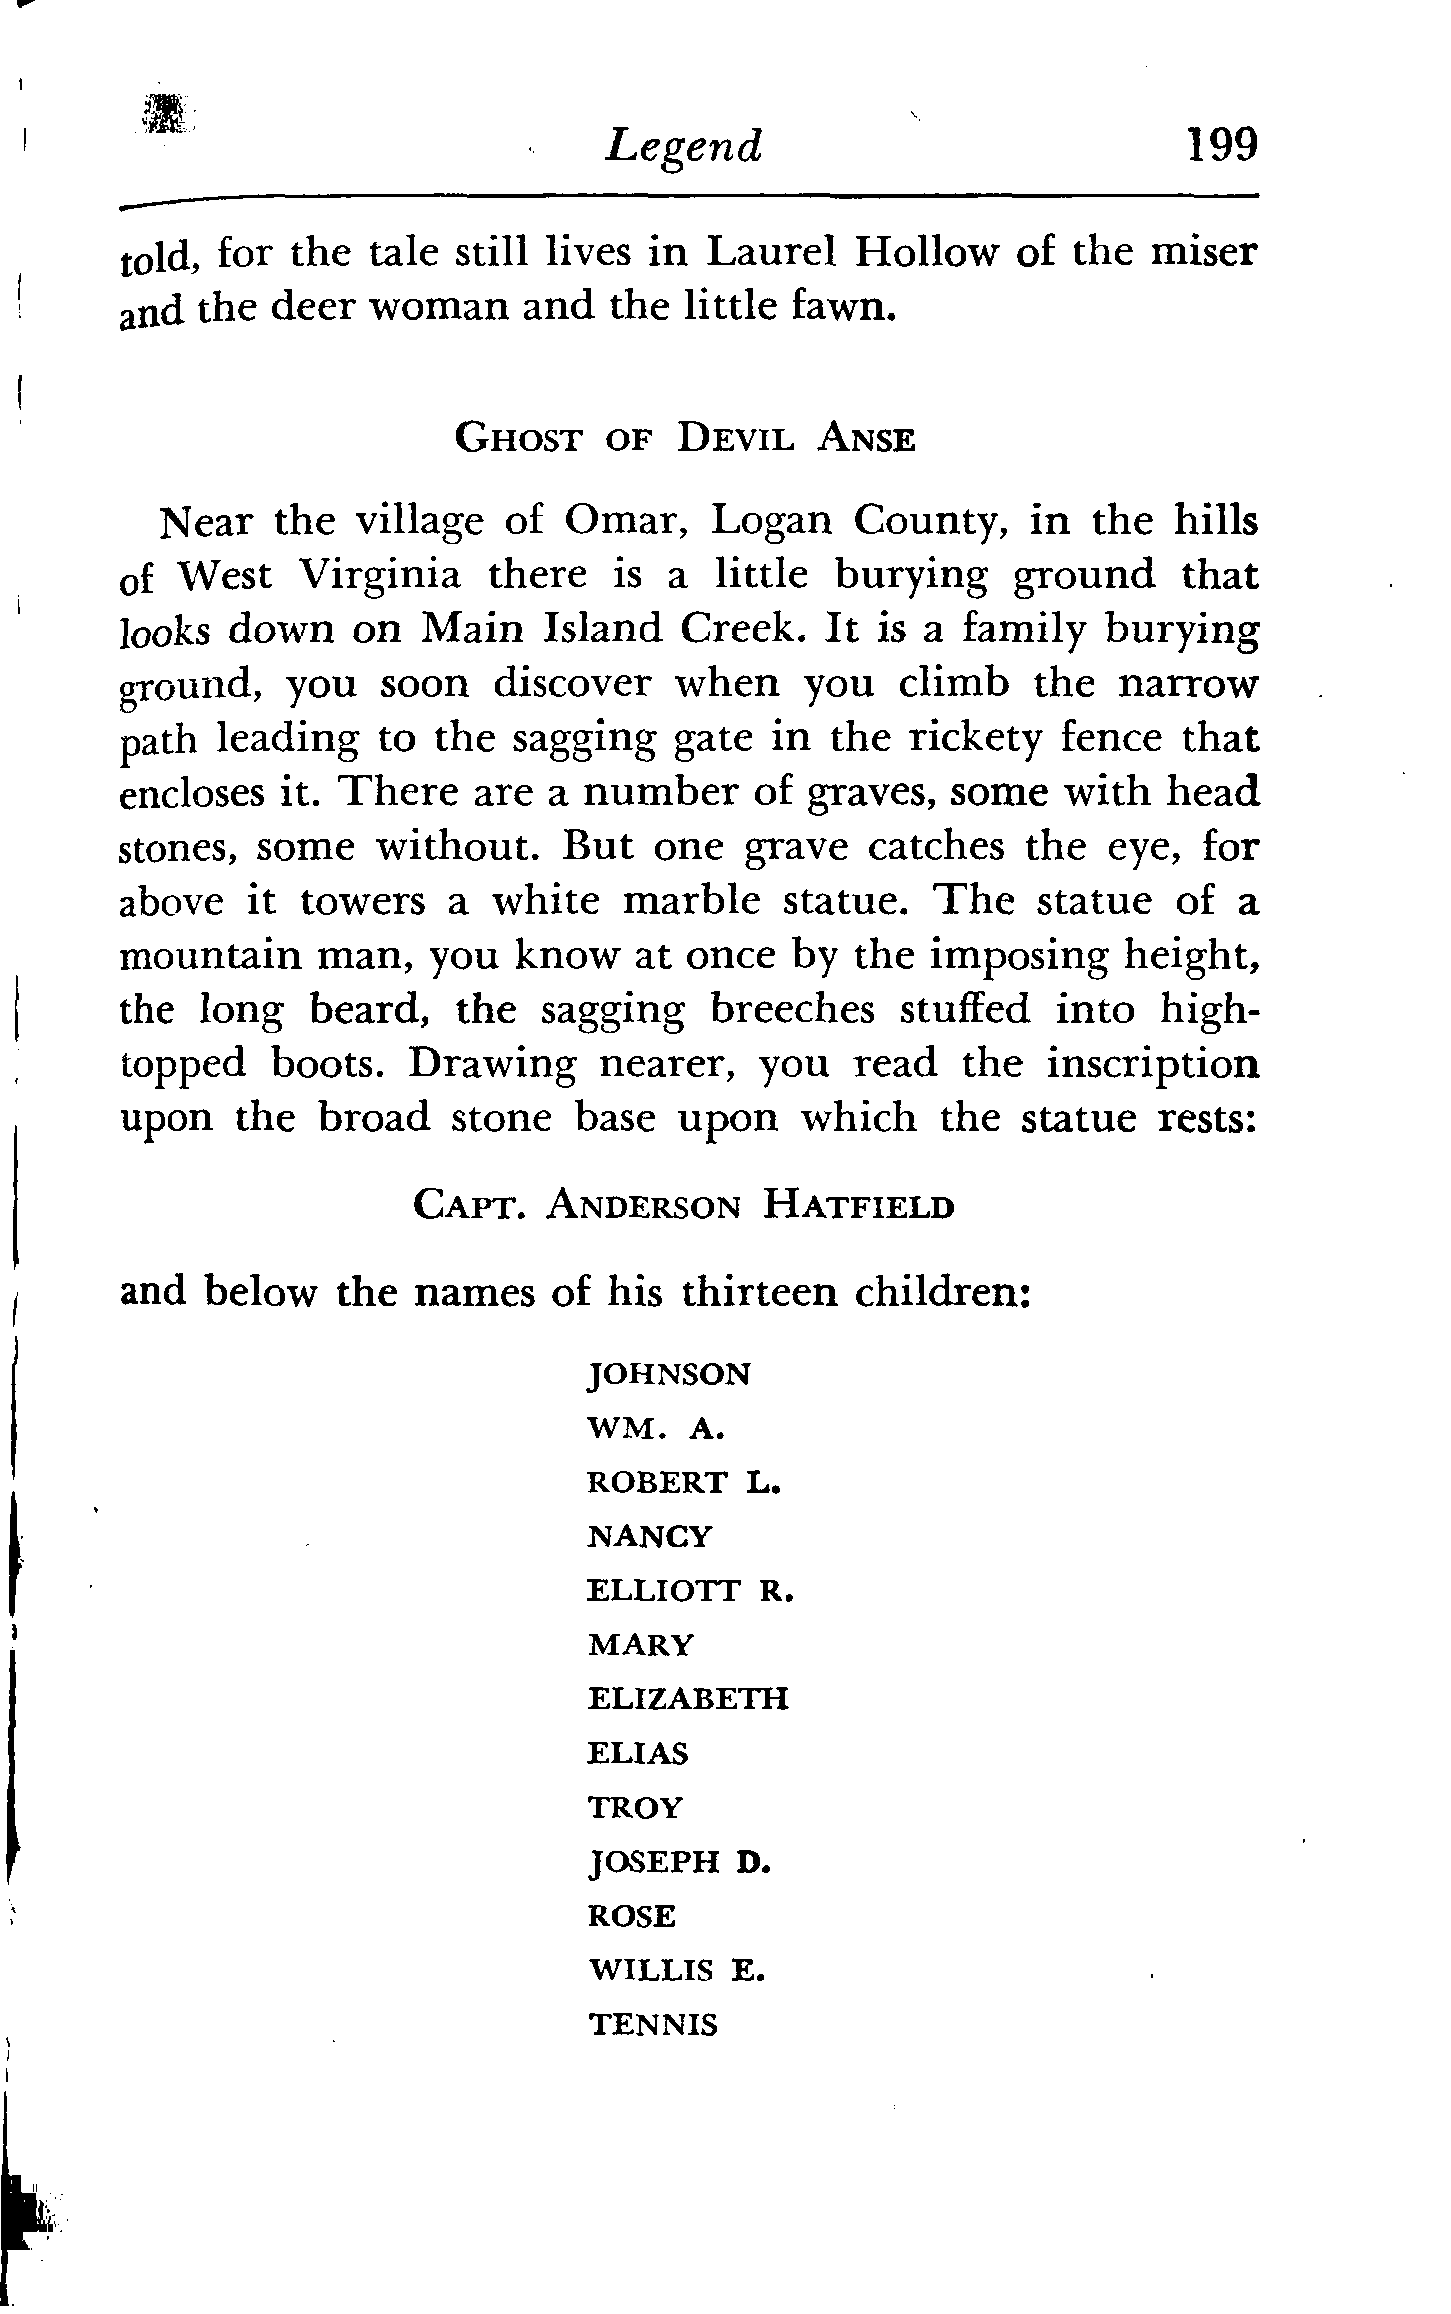 Legend 199
told, for the tale still lives in Laurel Hollow of the miser
and the deer woman and the little fawn.
GHOST OF DEVIL ANSE
Near the village of Omar, Logan County, in the hills
of West Virginia there is a little burying ground that
looks down on Main Island Creek. It is a family burying
ground, you soon discover when you climb the narrow
path leading to the sagging gate in the rickety fence that
encloses it. There are a number of graves, some with head
stones, some without. But one grave catches the eye, for
above it towers a white marble statue. The statue of a
mountain man, you know at once by the imposing height,
the long beard, the sagging breeches stuffed into high-
topped boots. Drawing nearer, you read the inscription
upon the broad stone base upon which the statue rests:
CAPT. ANDERSON HATFIELD
and below the names of his thirteen children:
JOHNSON
WM. A.
ROBERT L.
NANCY
ELLIOTT R.
MARY
ELIZABETH
ELIAS
TROY
JOSEPH D.
ROSE
WILLIS E.
TENNIS